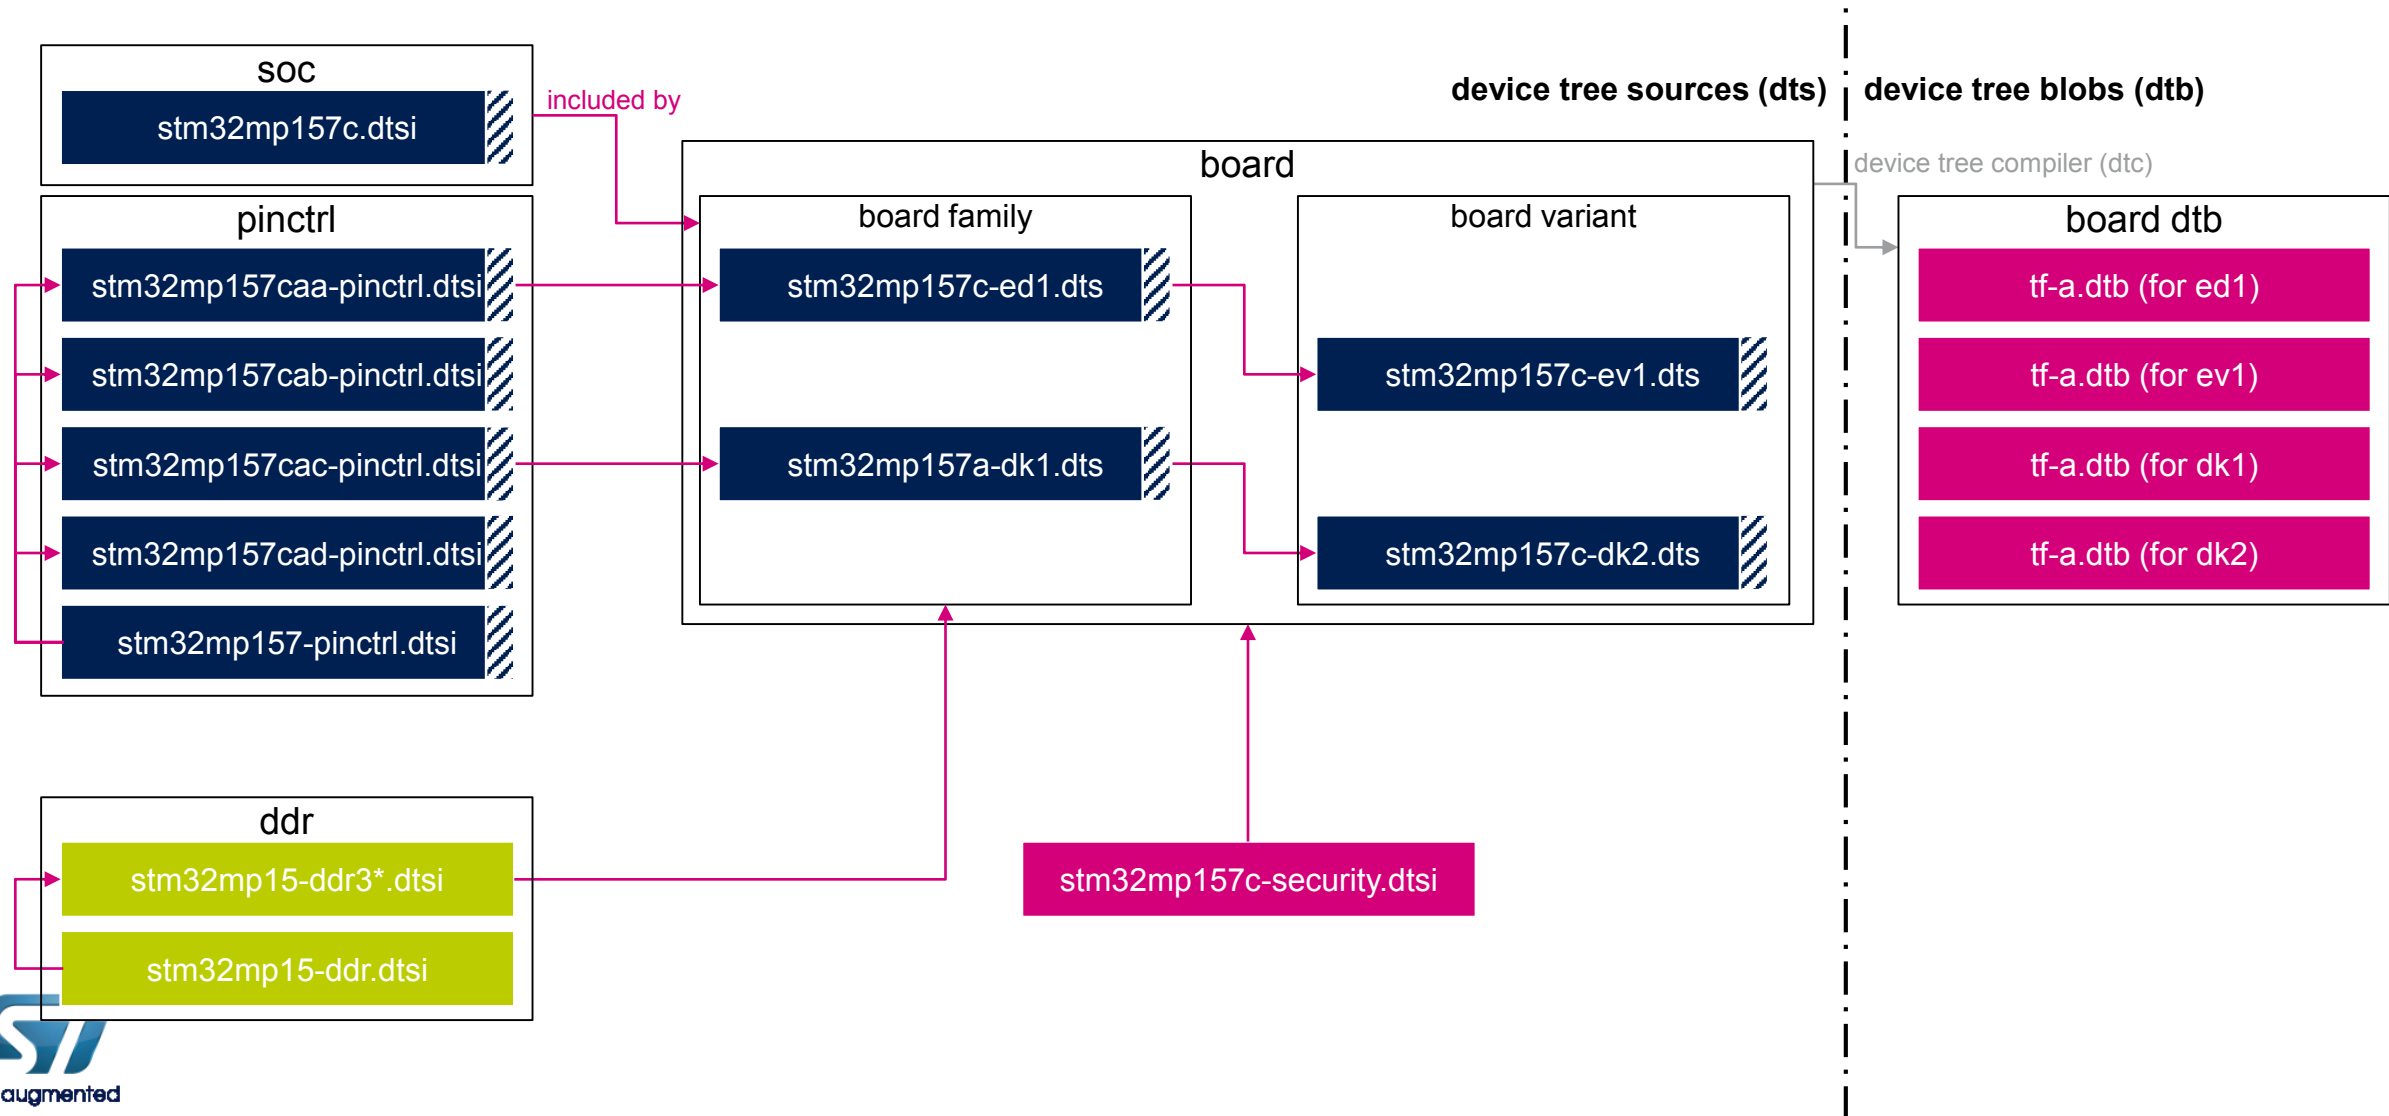 soc
stm32mp157c.dtsi
included by
device tree sources (dts)
device tree blobs (dtb)
device tree compiler (dtc)
pinctrl
stm32mp157caa-pinctrl.dtsi
stm32mp157cab-pinctrl.dtsi
stm32mp157cac-pinctrl.dtsi
stm32mp157cad-pinctrl.dtsi
stm32mp157-pinctrl.dtsi
board
board family
stm32mp157c-ed1.dts
stm32mp157a-dk1.dts
board variant
stm32mp157c-ev1.dts
stm32mp157c-dk2.dts
board dtb
tf-a.dtb (for ed1)
tf-a.dtb (for ev1)
tf-a.dtb (for dk1)
tf-a.dtb (for dk2)
ddr
stm32mp15-ddr3*.dtsi
stm32mp15-ddr.dtsi
stm32mp157c-security.dtsi
ST
augmented